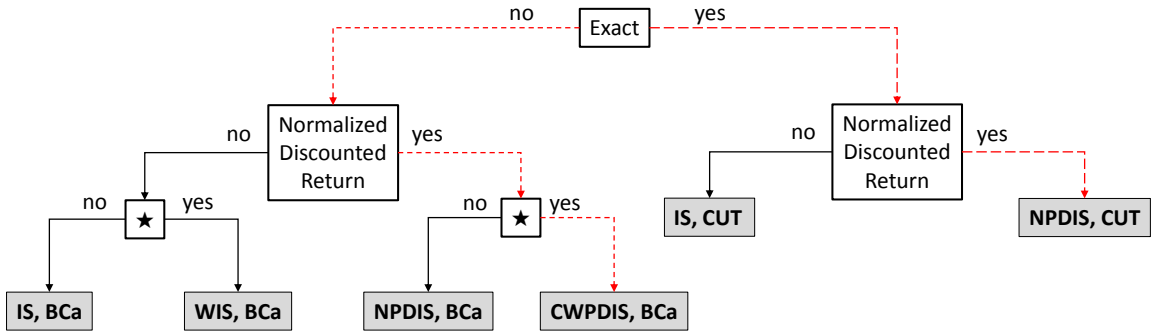 no
Exact
yes
no
Normalized
Discounted
Return
yes
no
Normalized
Discounted
Return
yes
no
★
yes
no
★
yes
IS, CUT
NPDIS, CUT
IS, BCa
WIS, BCa
NPDIS, BCa
CWPDIS, BCa